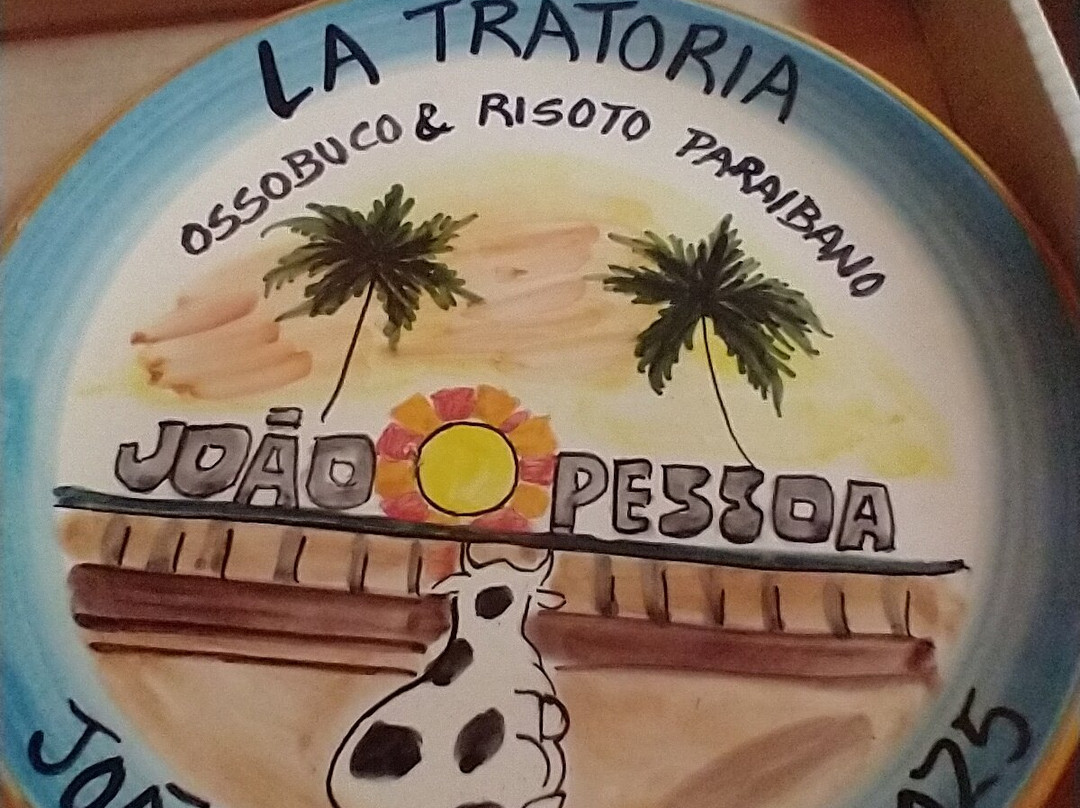 LA TRATORIA
OSSOBUCO & RISOTO PARAIBANO
JOÃO PESSOA